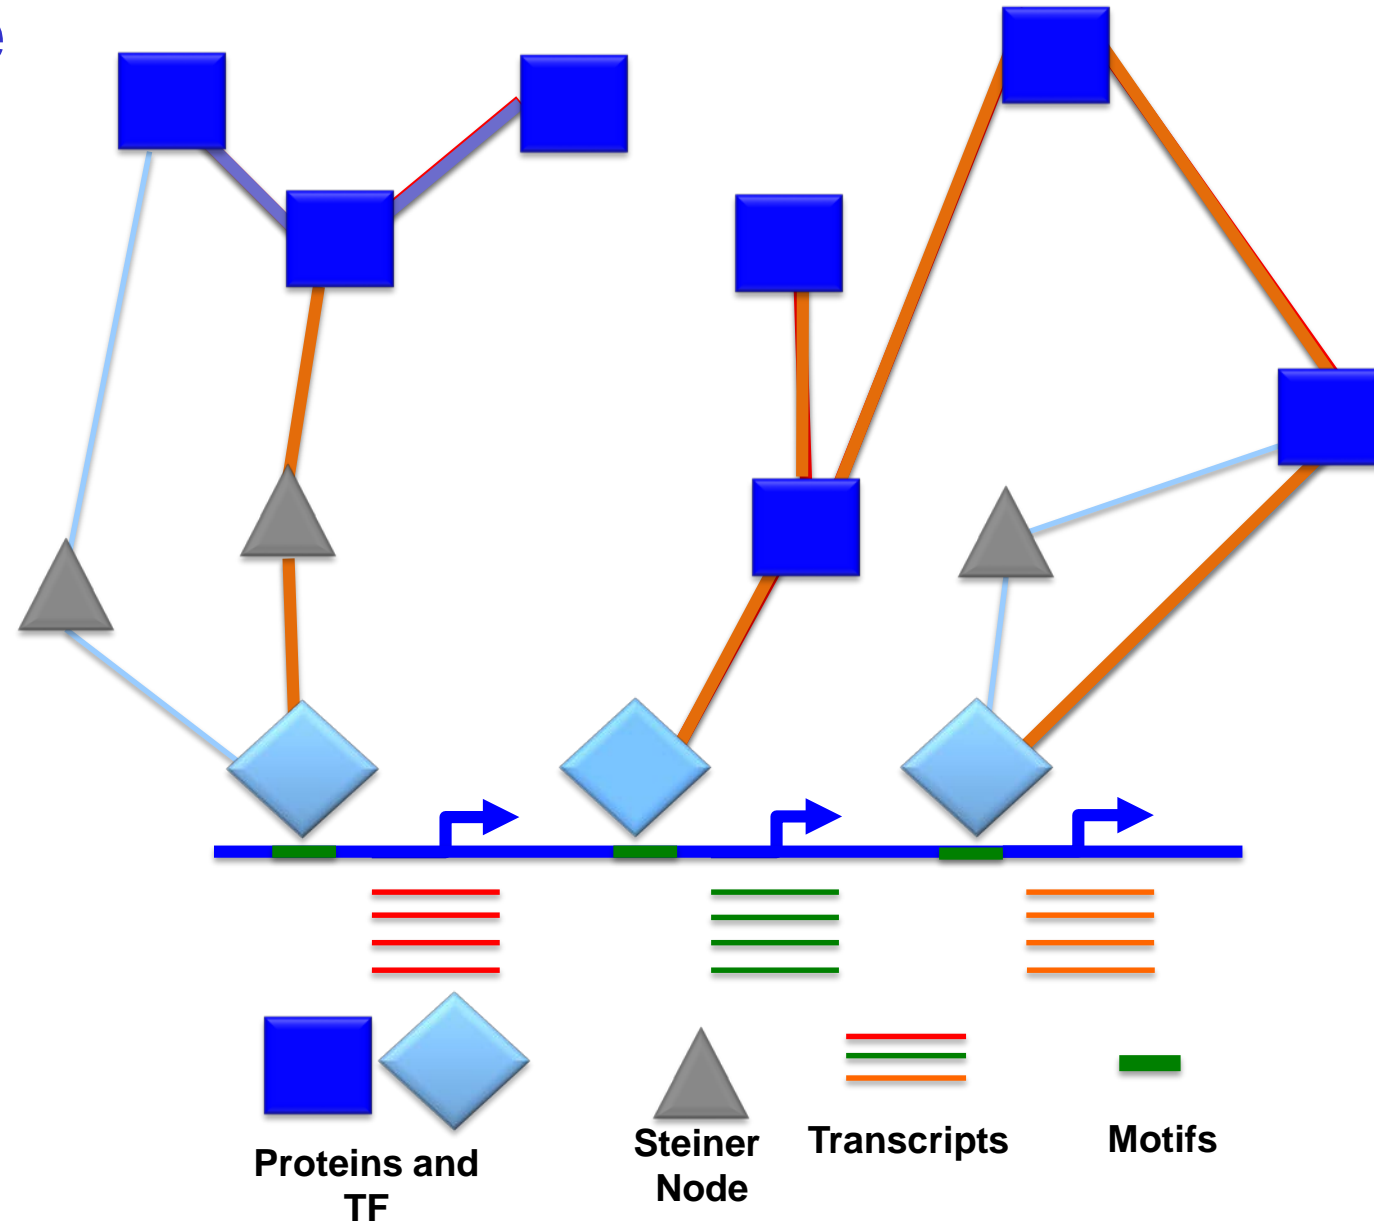 e
Proteins and
TF
Steiner
Node
Transcripts
Motifs